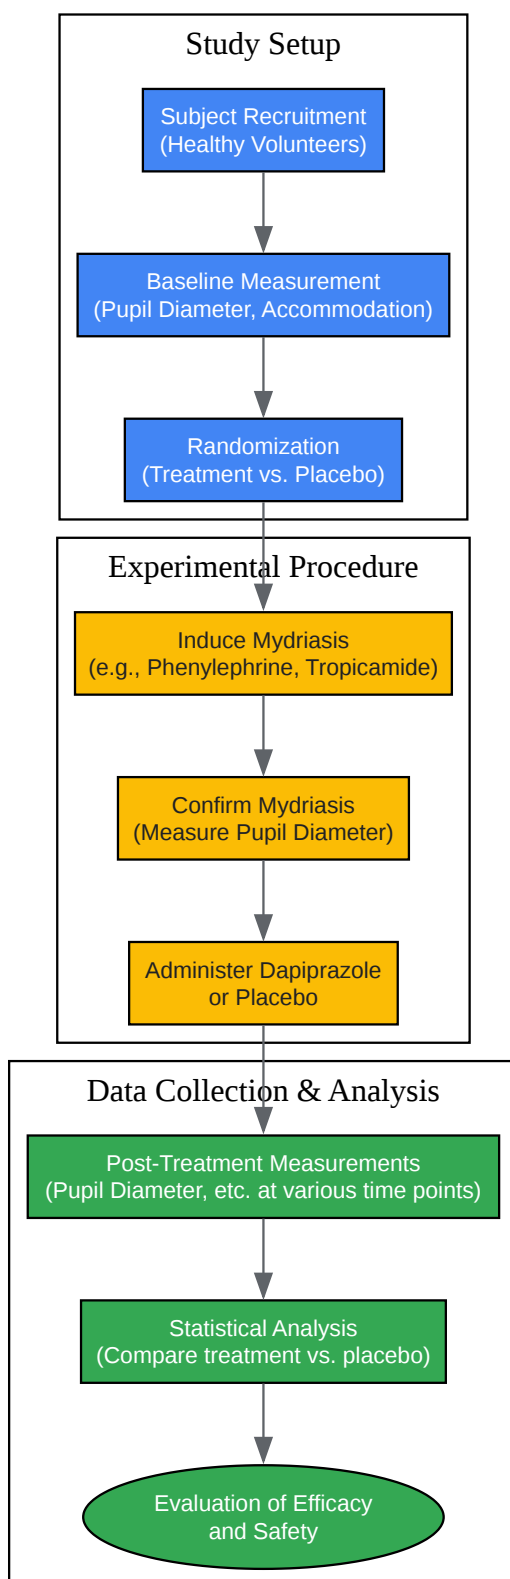 Study Setup
Subject Recruitment
(Healthy Volunteers)
Baseline Measurement
(Pupil Diameter, Accommodation)
Randomization
(Treatment vs. Placebo)
Experimental Procedure
Induce Mydriasis
(e.g., Phenylephrine, Tropicamide)
Confirm Mydriasis
(Measure Pupil Diameter)
Administer Dapiprazole
or Placebo
Data Collection & Analysis
Post-Treatment Measurements
(Pupil Diameter, etc. at various time points)
Statistical Analysis
(Compare treatment vs. placebo)
Evaluation of Efficacy
and Safety